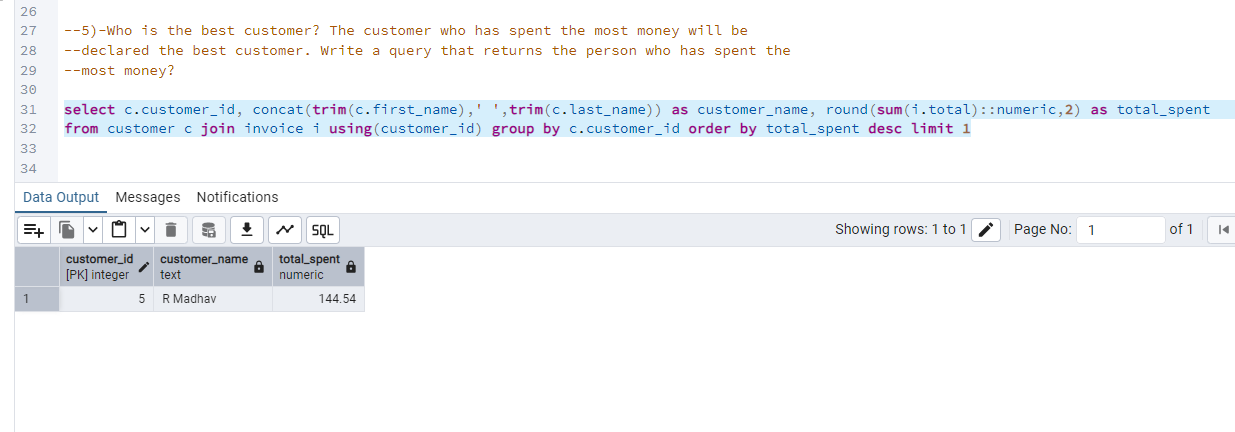 26
27 --5)-Who is the best customer? The customer who has spent the most money will be
28 --declared the best customer. Write a query that returns the person who has spent the
29 --most money?
30
31 select c.customer_id, concat(trim(c.first_name),' ',trim(c.last_name)) as customer_name, round(sum(i.total)::numeric,2) as total_spent
32 from customer c join invoice i using(customer_id) group by c.customer_id order by total_spent desc limit 1
33
34
Data Output Messages Notifications
SQL Showing rows: 1 to 1 Page No: 1 of 1
customer_id customer_name total_spent
[PK] integer text numeric
1 5 R Madhav 144.54